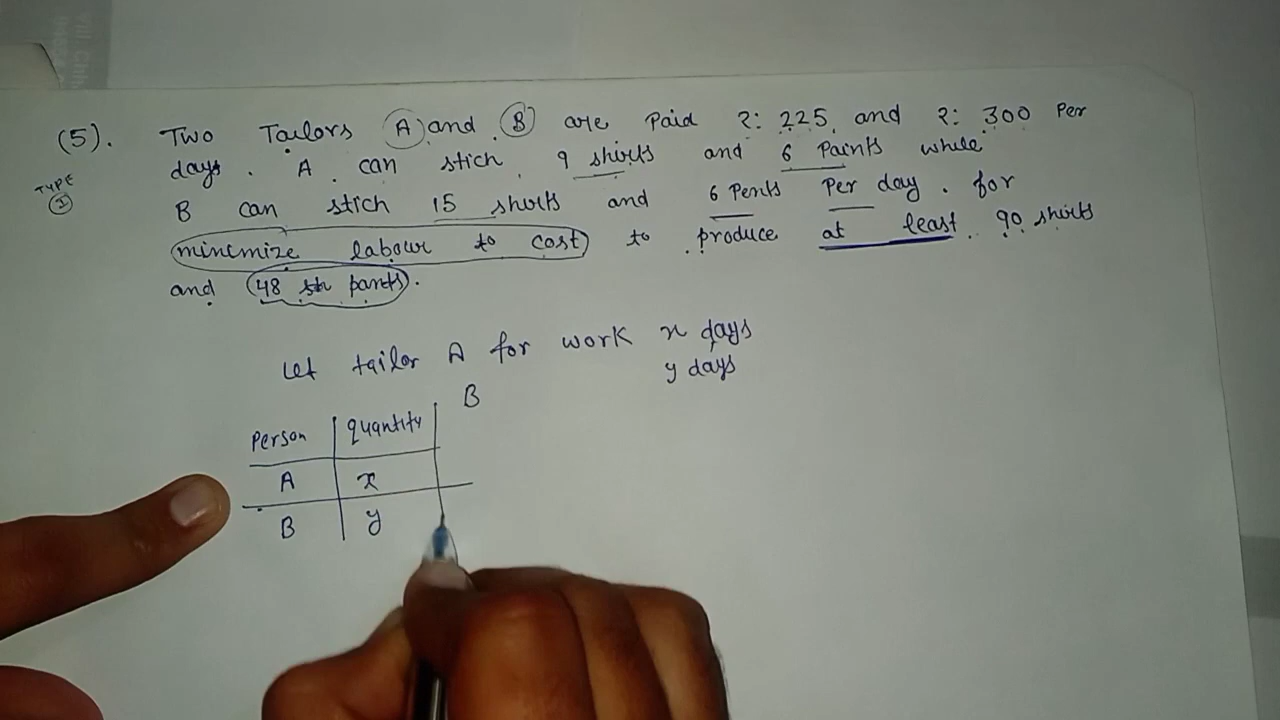 (5). Two Tailors A and B are Paid ₹: 225 and ₹: 300 Per
TYPE
①
days. A can stich 9 shirts and 6 Paints while
B can stich 15 shirts and 6 Pents Per day. for
minimize labour to cost to produce at least 90 shirts
and 48 pants.
Let tailor A for work x days
y days
B
Person quantity
A x
B y